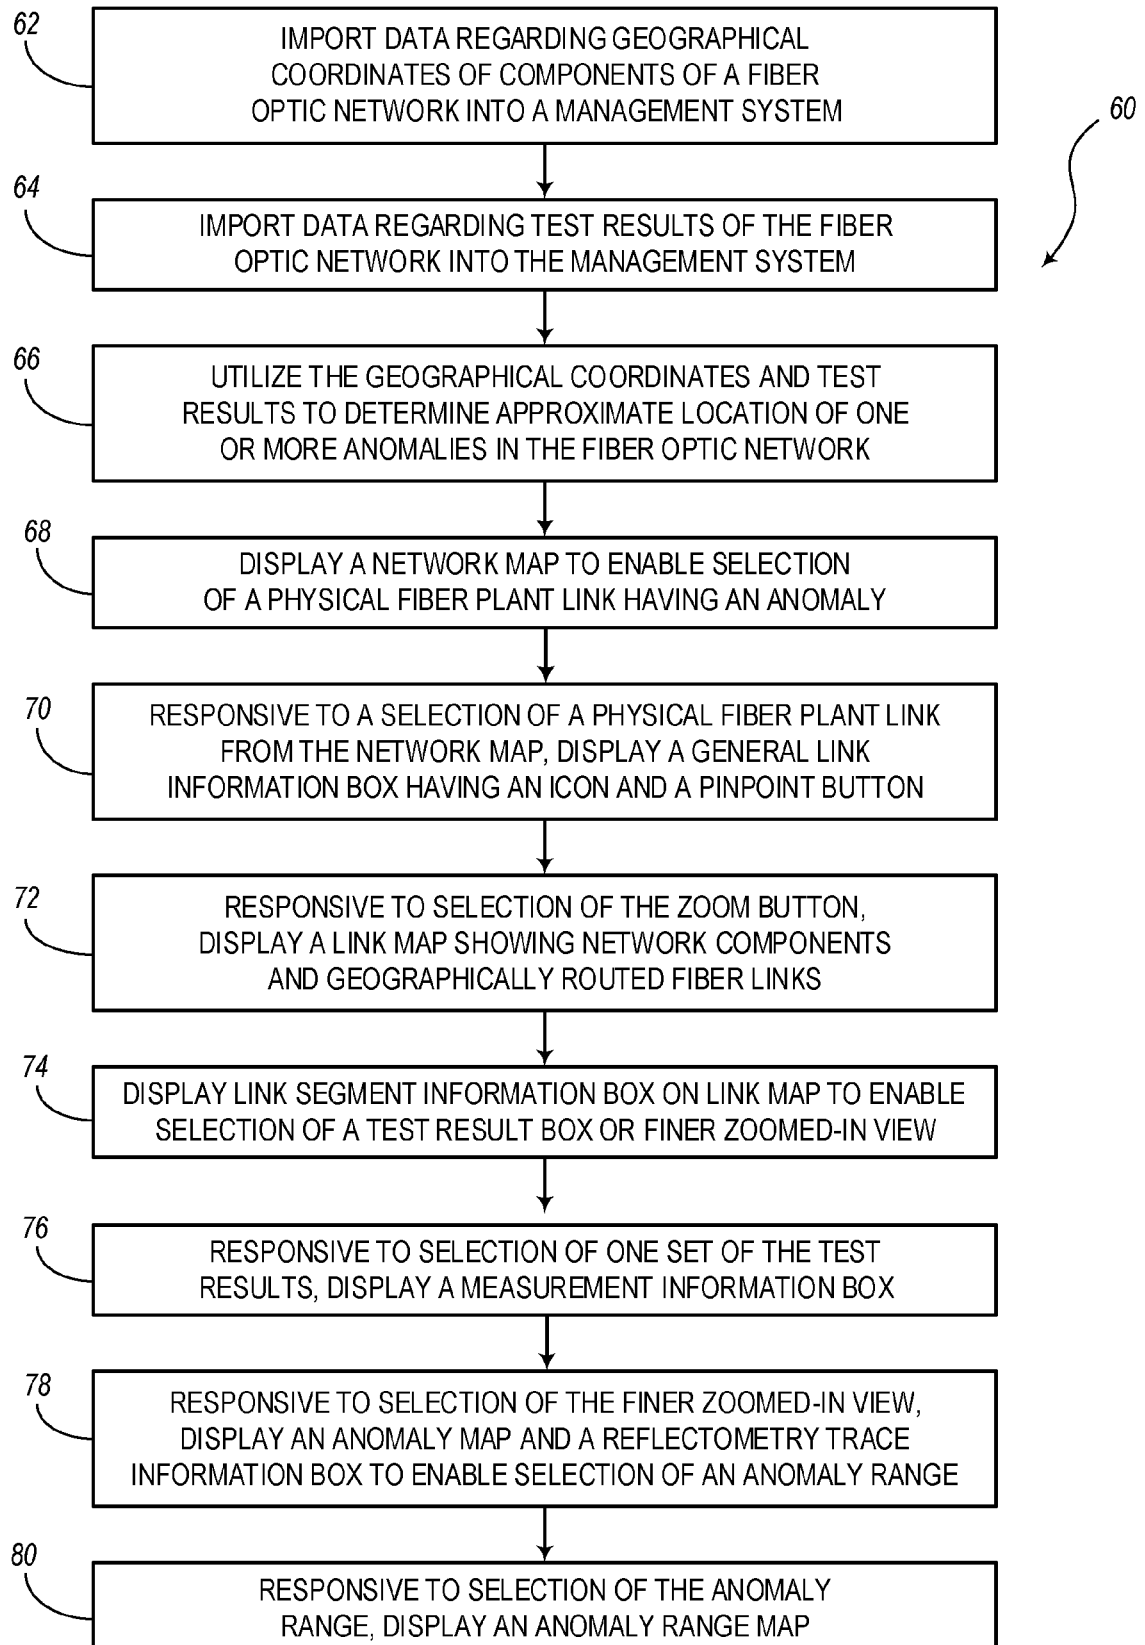 62
IMPORT DATA REGARDING GEOGRAPHICAL
COORDINATES OF COMPONENTS OF A FIBER
OPTIC NETWORK INTO A MANAGEMENT SYSTEM
60
64
IMPORT DATA REGARDING TEST RESULTS OF THE FIBER
OPTIC NETWORK INTO THE MANAGEMENT SYSTEM
66
UTILIZE THE GEOGRAPHICAL COORDINATES AND TEST
RESULTS TO DETERMINE APPROXIMATE LOCATION OF ONE
OR MORE ANOMALIES IN THE FIBER OPTIC NETWORK
68
DISPLAY A NETWORK MAP TO ENABLE SELECTION
OF A PHYSICAL FIBER PLANT LINK HAVING AN ANOMALY
70
RESPONSIVE TO A SELECTION OF A PHYSICAL FIBER PLANT LINK
FROM THE NETWORK MAP, DISPLAY A GENERAL LINK
INFORMATION BOX HAVING AN ICON AND A PINPOINT BUTTON
72
RESPONSIVE TO SELECTION OF THE ZOOM BUTTON,
DISPLAY A LINK MAP SHOWING NETWORK COMPONENTS
AND GEOGRAPHICALLY ROUTED FIBER LINKS
74
DISPLAY LINK SEGMENT INFORMATION BOX ON LINK MAP TO ENABLE
SELECTION OF A TEST RESULT BOX OR FINER ZOOMED-IN VIEW
76
RESPONSIVE TO SELECTION OF ONE SET OF THE TEST
RESULTS, DISPLAY A MEASUREMENT INFORMATION BOX
78
RESPONSIVE TO SELECTION OF THE FINER ZOOMED-IN VIEW,
DISPLAY AN ANOMALY MAP AND A REFLECTOMETRY TRACE
INFORMATION BOX TO ENABLE SELECTION OF AN ANOMALY RANGE
80
RESPONSIVE TO SELECTION OF THE ANOMALY
RANGE, DISPLAY AN ANOMALY RANGE MAP